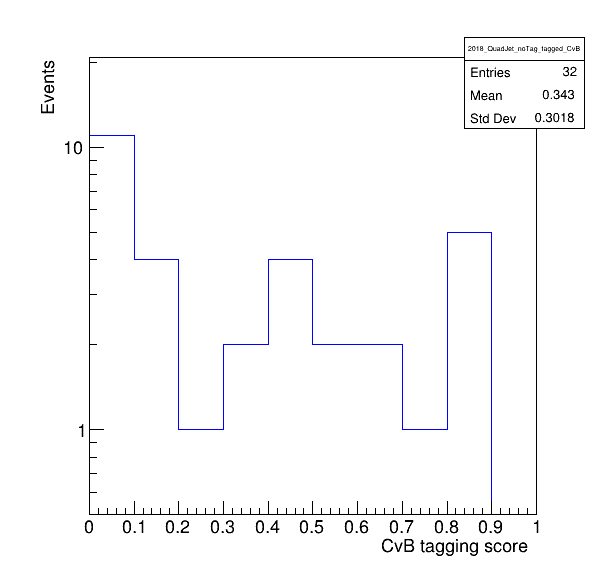 2018_QuadJet_noTag_tagged_CvB
Entries 32
Mean 0.343
Std Dev 0.3018
Events
10
1
0 0.1 0.2 0.3 0.4 0.5 0.6 0.7 0.8 0.9 1
CvB tagging score